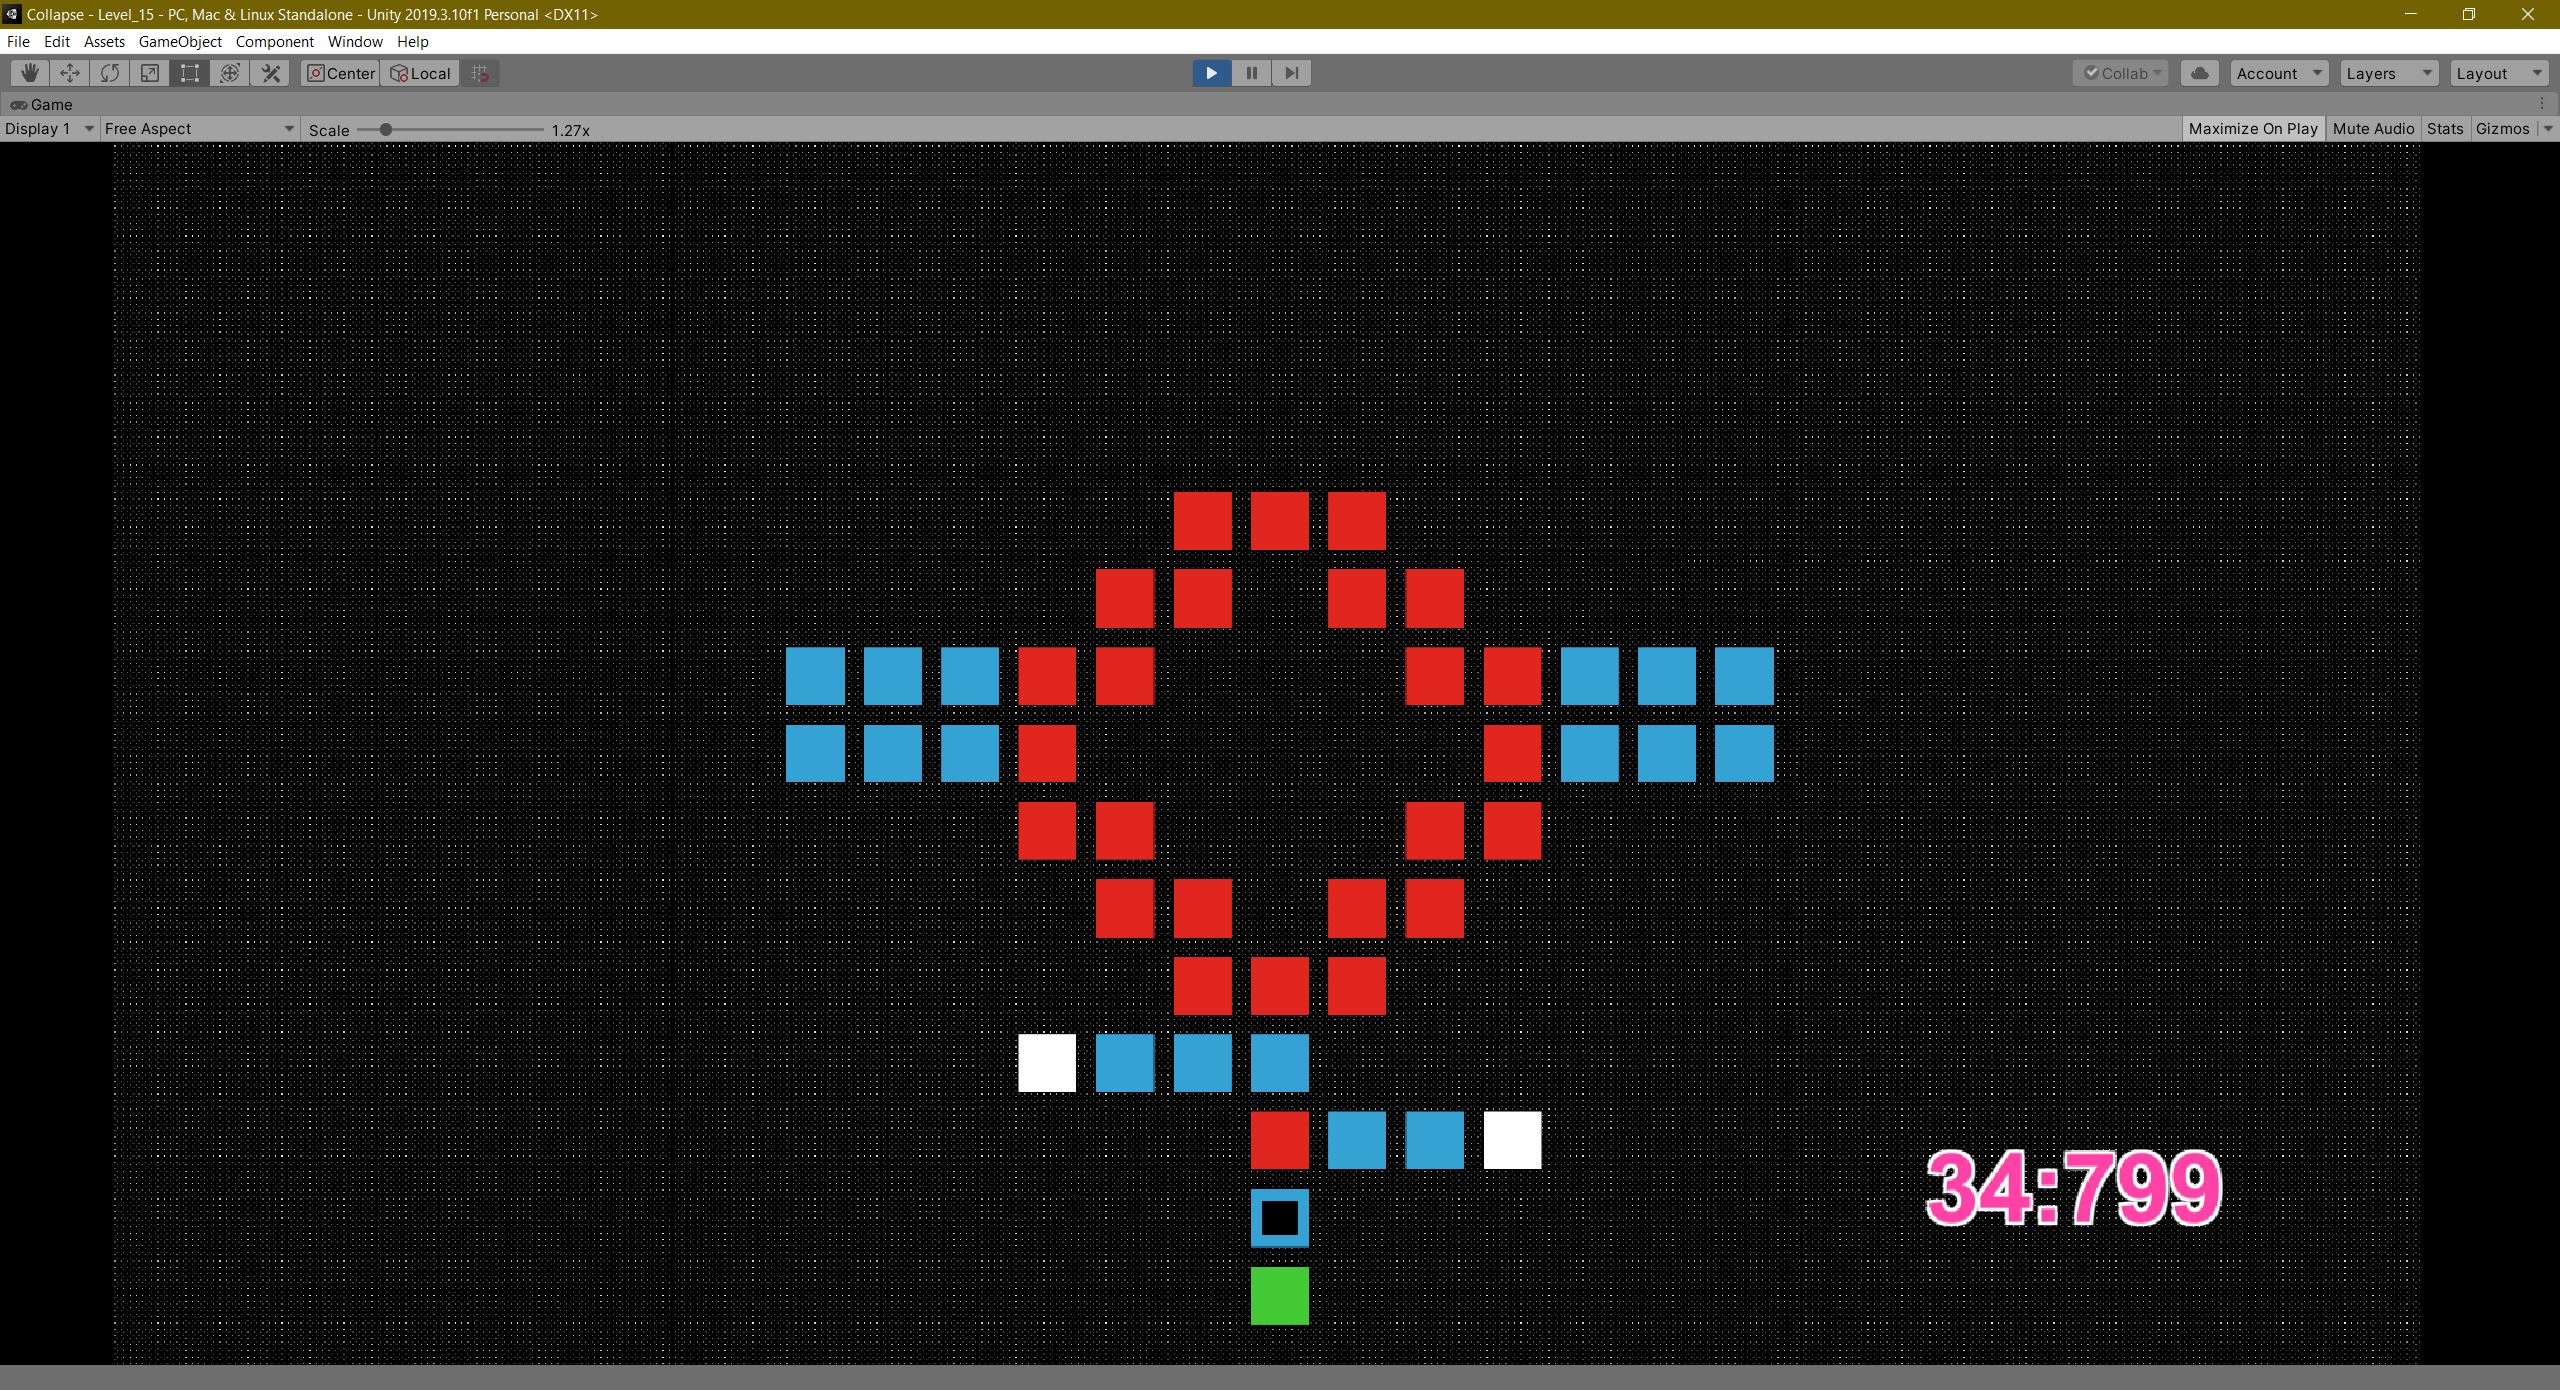 Collapse - Level_15 - PC, Mac & Linux Standalone - Unity 2019.3.10f1 Personal <DX11>
File Edit Assets GameObject Component Window Help
Center Local Collab Account Layers Layout
Game
Display 1 Free Aspect Scale 1.27x Maximize On Play Mute Audio Stats Gizmos
34:799